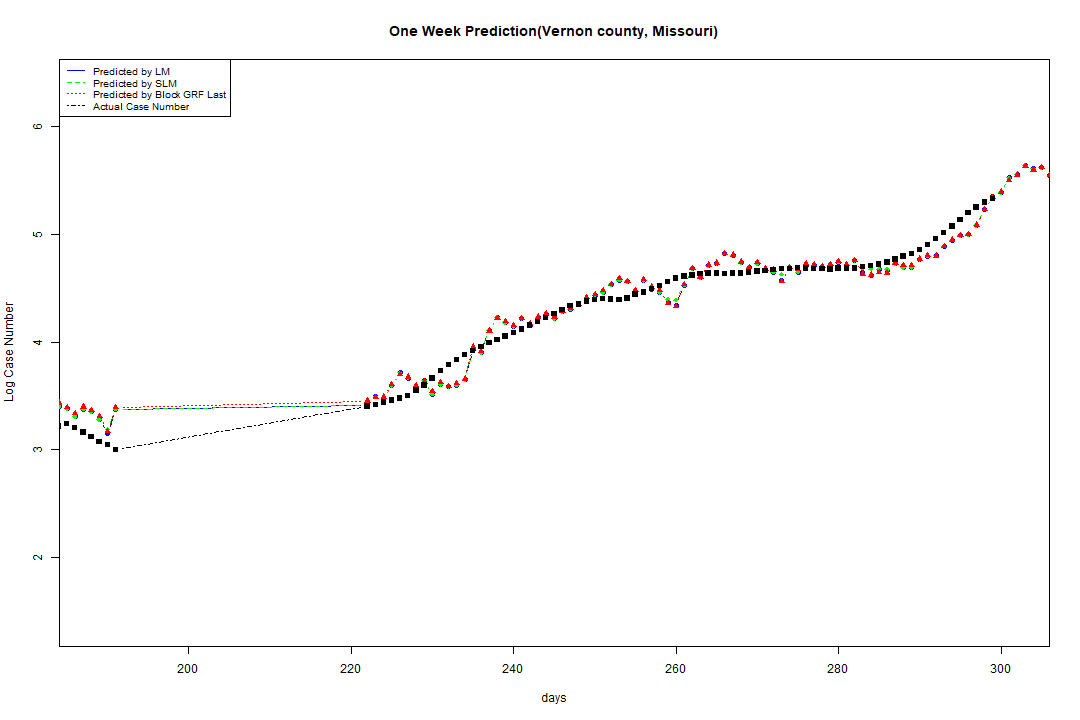 One Week Prediction(Vernon county, Missouri)
Predicted by LM
Predicted by SLM
Predicted by Block GRF Last
Actual Case Number
6
5
4
3
2
Log Case Number
200 220 240 260 280 300
days